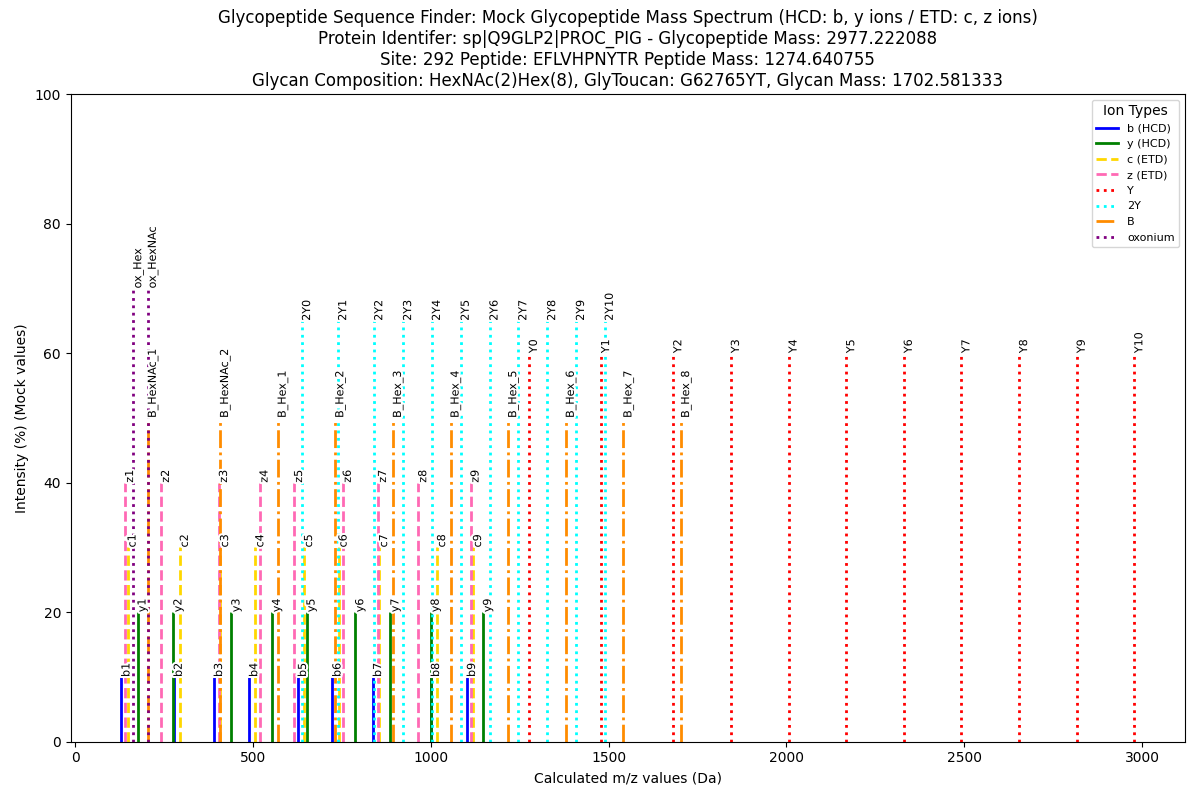 Glycopeptide Sequence Finder: Mock Glycopeptide Mass Spectrum (HCD: b, y ions / ETD: c, z ions)
Protein Identifer: sp|Q9GLP2|PROC_PIG - Glycopeptide Mass: 2977.222088
Site: 292 Peptide: EFLVHPNYTR Peptide Mass: 1274.640755
Glycan Composition: HexNAc(2)Hex(8), GlyToucan: G62765YT, Glycan Mass: 1702.581333
Intensity (%) (Mock values)
100
80
60
40
20
0
Ion Types
b (HCD)
y (HCD)
c (ETD)
z (ETD)
Y
2Y
B
oxonium
ox_Hex
ox_HexNAc
2Y0
2Y1
2Y2
2Y3
2Y4
2Y5
2Y6
2Y7
2Y8
2Y9
2Y10
Y0
Y1
Y2
Y3
Y4
Y5
Y6
Y7
Y8
Y9
Y10
B_HexNAc_1
B_HexNAc_2
B_Hex_1
B_Hex_2
B_Hex_3
B_Hex_4
B_Hex_5
B_Hex_6
B_Hex_7
B_Hex_8
z1
z2
z3
z4
z5
z6
z7
z8
z9
c1
c2
c3
c4
c5
c6
c7
c8
c9
y1
y2
y3
y4
y5
y6
y7
y8
y9
b1
b2
b3
b4
b5
b6
b7
b8
b9
0
500
1000
1500
2000
2500
3000
Calculated m/z values (Da)